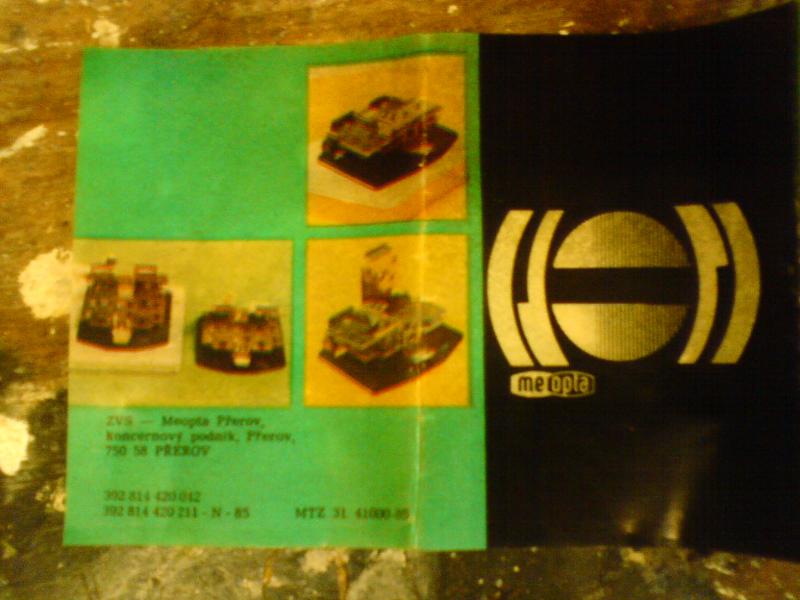 ZVS — Meopta Přerov,
koncernový podnik, Přerov,
750 58 PŘEROV
392 814 420 042
392 814 420 211 - N - 85
MTZ 31 41000-85
meopta